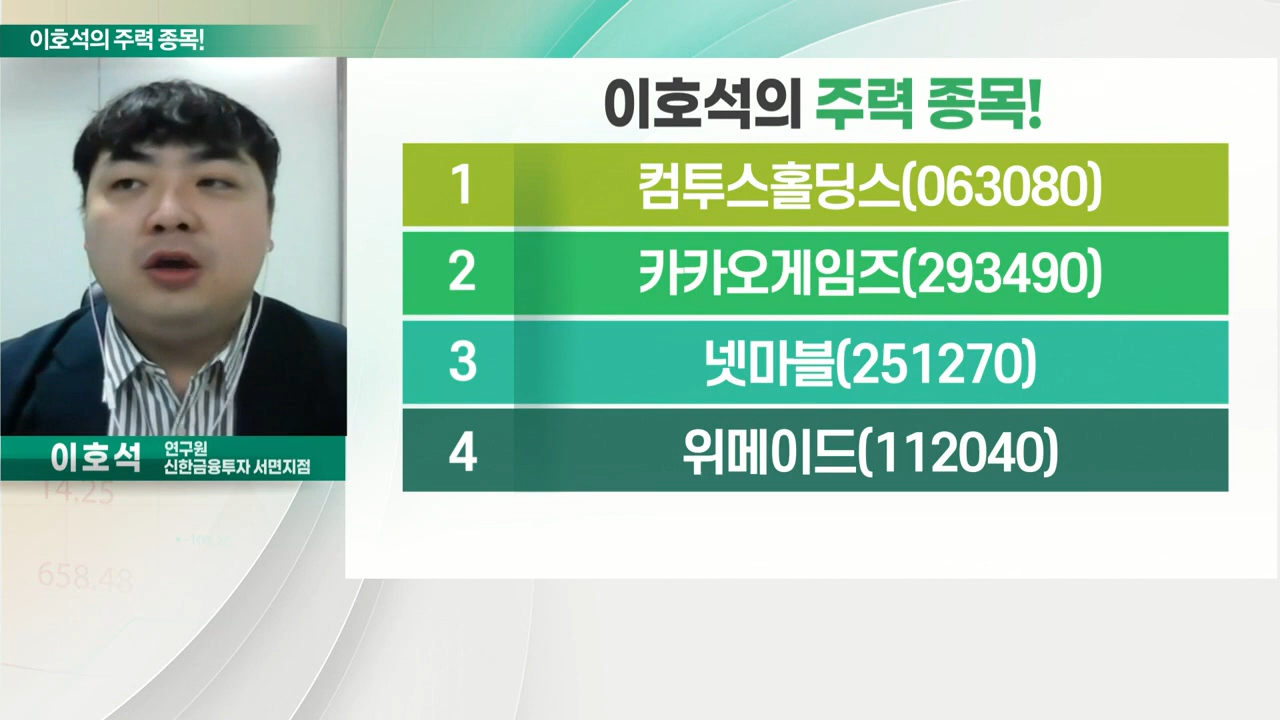 이호석의 주력 종목!
이호석의 주력 종목!
1 컴투스홀딩스(063080)
2 카카오게임즈(293490)
3 넷마블(251270)
4 위메이드(112040)
이호석 연구원
신한금융투자 서면지점
14.25
658.48